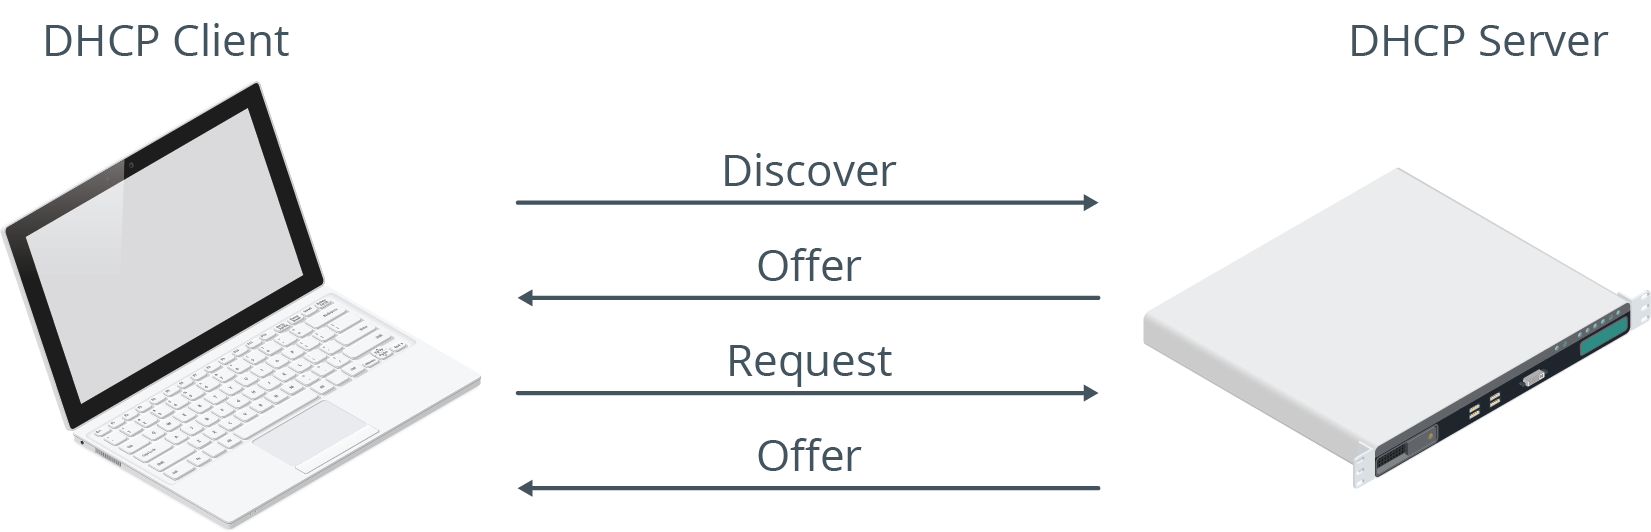 DHCP Client
DHCP Server
Discover
Offer
Request
Offer